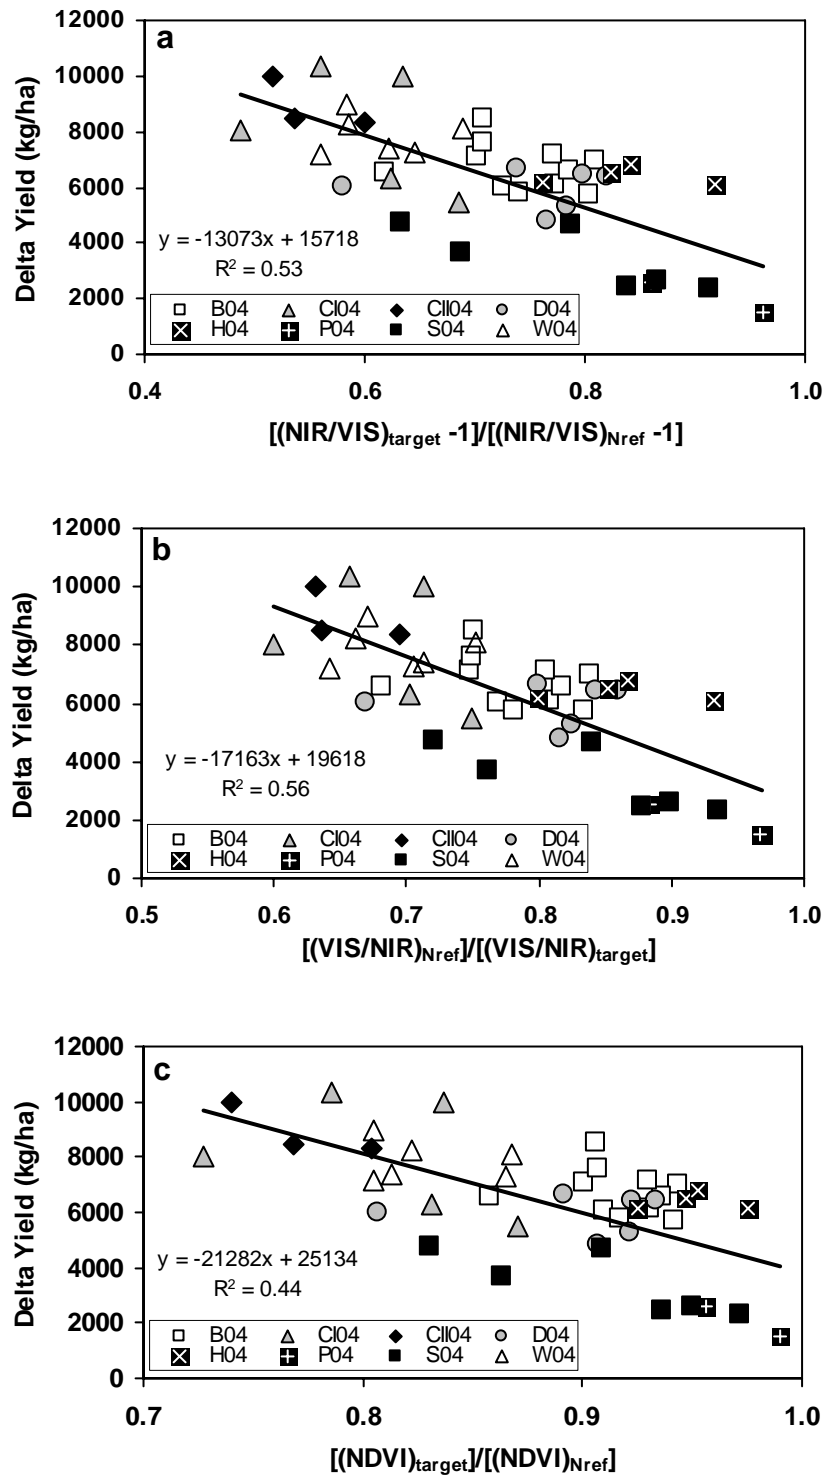 a
12000
10000
8000
6000
4000
2000
0
Delta Yield (kg/ha)
y = -13073x + 15718
R² = 0.53
B04 CI04 CII04 D04
H04 P04 S04 W04
0.4 0.6 0.8 1.0
[(NIR/VIS)target -1]/[(NIR/VIS)Nref -1]
b
12000
10000
8000
6000
4000
2000
0
Delta Yield (kg/ha)
y = -17163x + 19618
R² = 0.56
B04 CI04 CII04 D04
H04 P04 S04 W04
0.5 0.6 0.7 0.8 0.9 1.0
[(VIS/NIR)Nref]/[(VIS/NIR)target]
c
12000
10000
8000
6000
4000
2000
0
Delta Yield (kg/ha)
y = -21282x + 25134
R² = 0.44
B04 CI04 CII04 D04
H04 P04 S04 W04
0.7 0.8 0.9 1.0
[(NDVI)target]/[(NDVI)Nref]